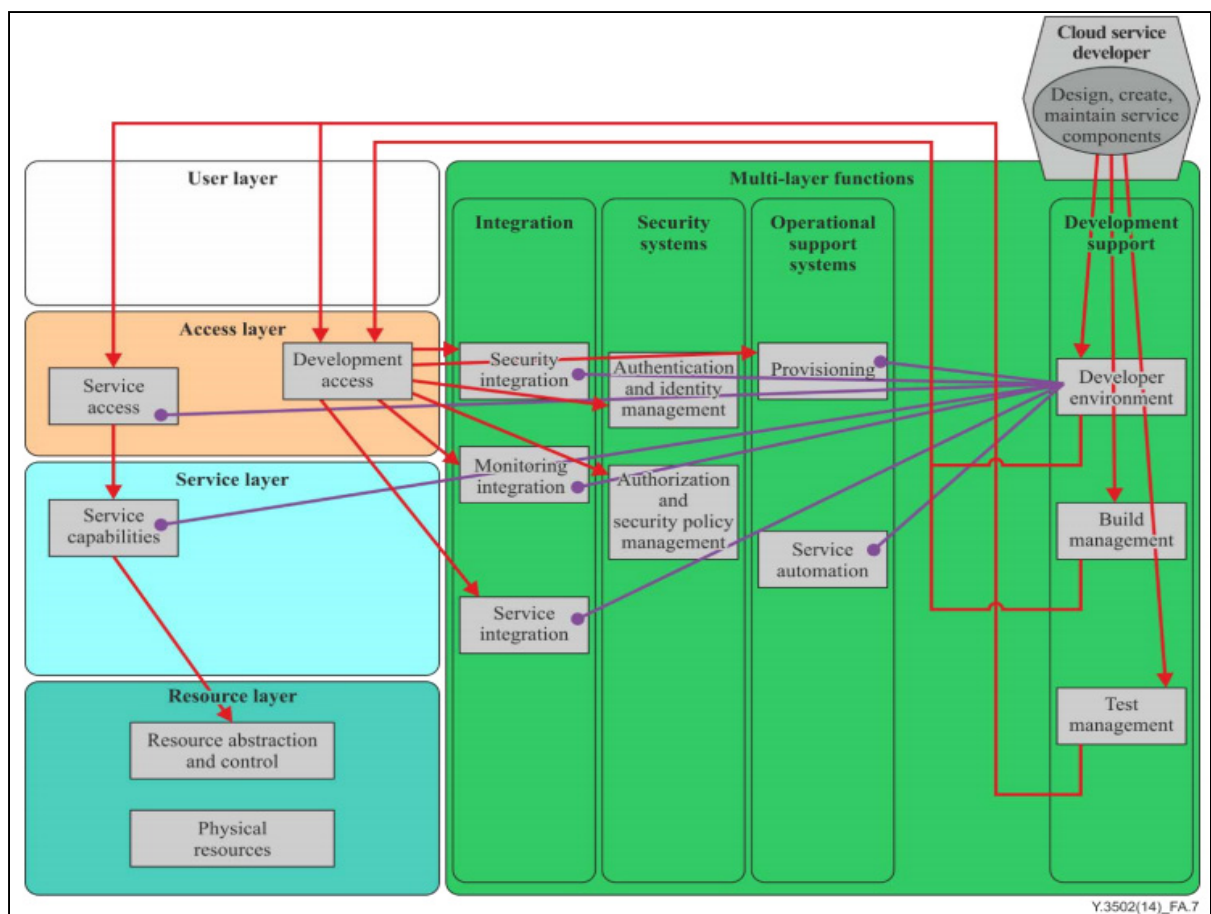 Cloud service
developer
Design, create,
maintain service
components
User layer
Multi-layer functions
Integration
Security
systems
Operational
support
systems
Development
support
Access layer
Service
access
Development
access
Security
integration
Authentication
and identity
management
Provisioning
Developer
environment
Monitoring
integration
Authorization
and
security policy
management
Service layer
Service
capabilities
Service
automation
Build
management
Service
integration
Resource layer
Resource abstraction
and control
Physical
resources
Test
management
Y.3502(14)_FA.7